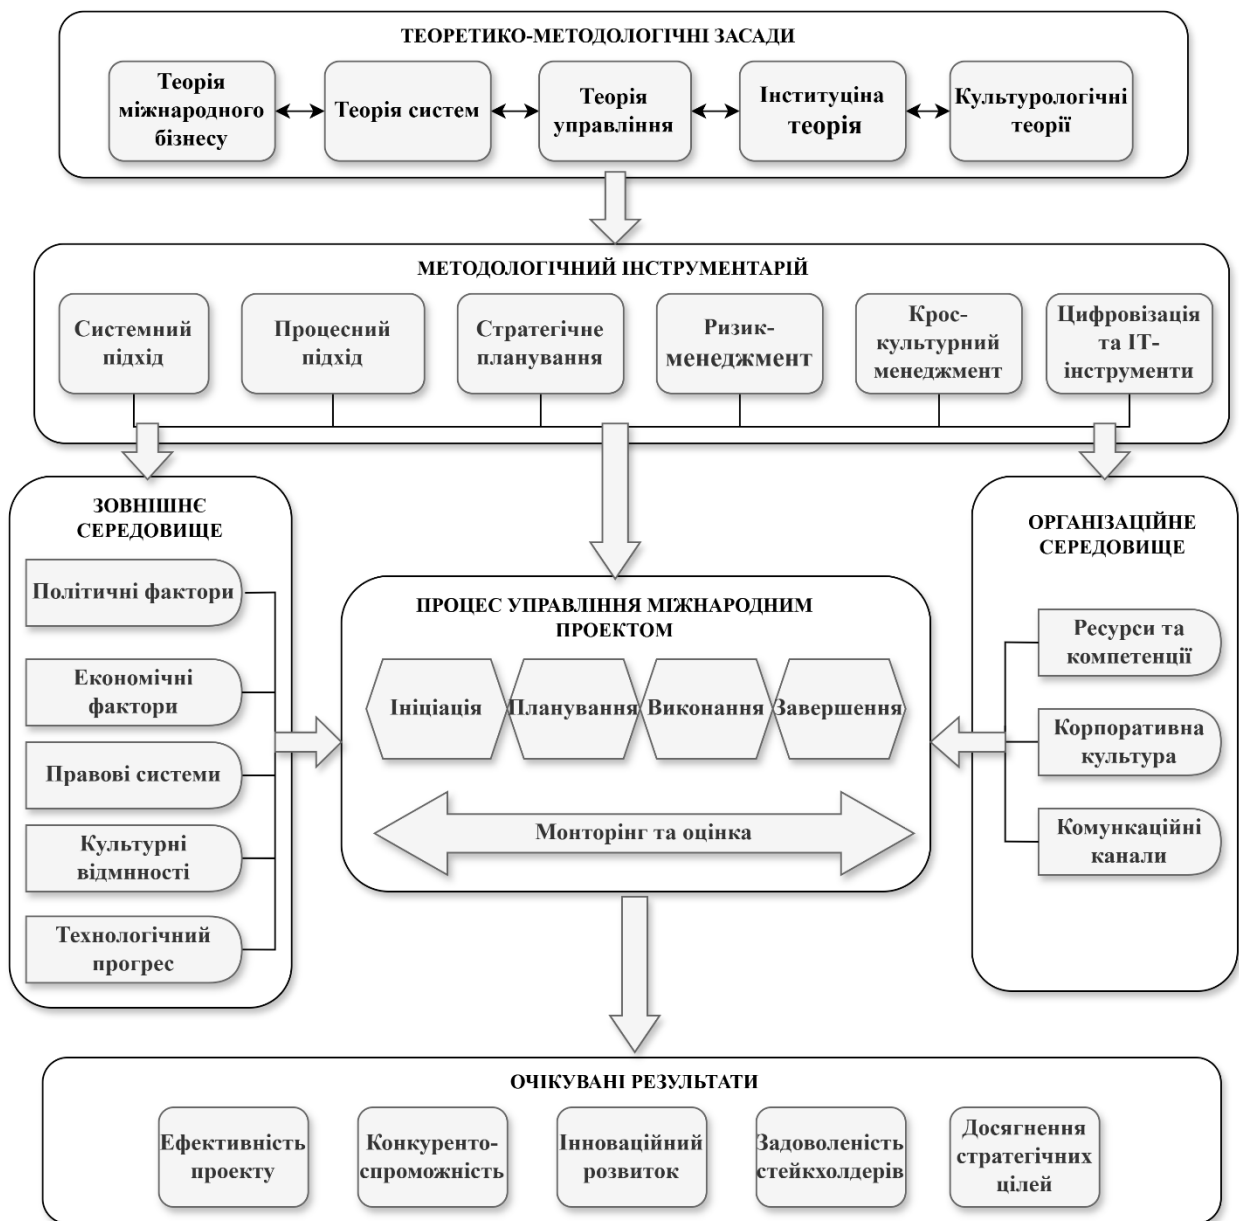 ТЕОРЕТИКО-МЕТОДОЛОГІЧНІ ЗАСАДИ
Теорія
міжнародного
бізнесу
Теорія систем
Теорія
управління
Інституціна
теорія
Культурологічні
теорії
МЕТОДОЛОГІЧНИЙ ІНСТРУМЕНТАРІЙ
Системний
підхід
Процесний
підхід
Стратегічне
планування
Ризик-
менеджмент
Крос-
культурний
менеджмент
Цифровізація
та ІТ-
інструменти
ЗОВНІШНЄ
СЕРЕДОВИЩЕ
Політичні фактори
Економічні
фактори
Правові системи
Культурні
відмнності
Технологічний
прогрес
ПРОЦЕС УПРАВЛІННЯ МІЖНАРОДНИМ
ПРОЕКТОМ
Ініціація
Планування
Виконання
Завершення
Монторінг та оцінка
ОРГАНІЗАЦІЙНЕ
СЕРЕДОВИЩЕ
Ресурси та
компетенції
Корпоративна
культура
Комункаційні
канали
ОЧІКУВАНІ РЕЗУЛЬТАТИ
Ефективність
проекту
Конкуренто-
спроможність
Інноваційний
розвиток
Задоволеність
стейкхолдерів
Досягнення
стратегічних
цілей